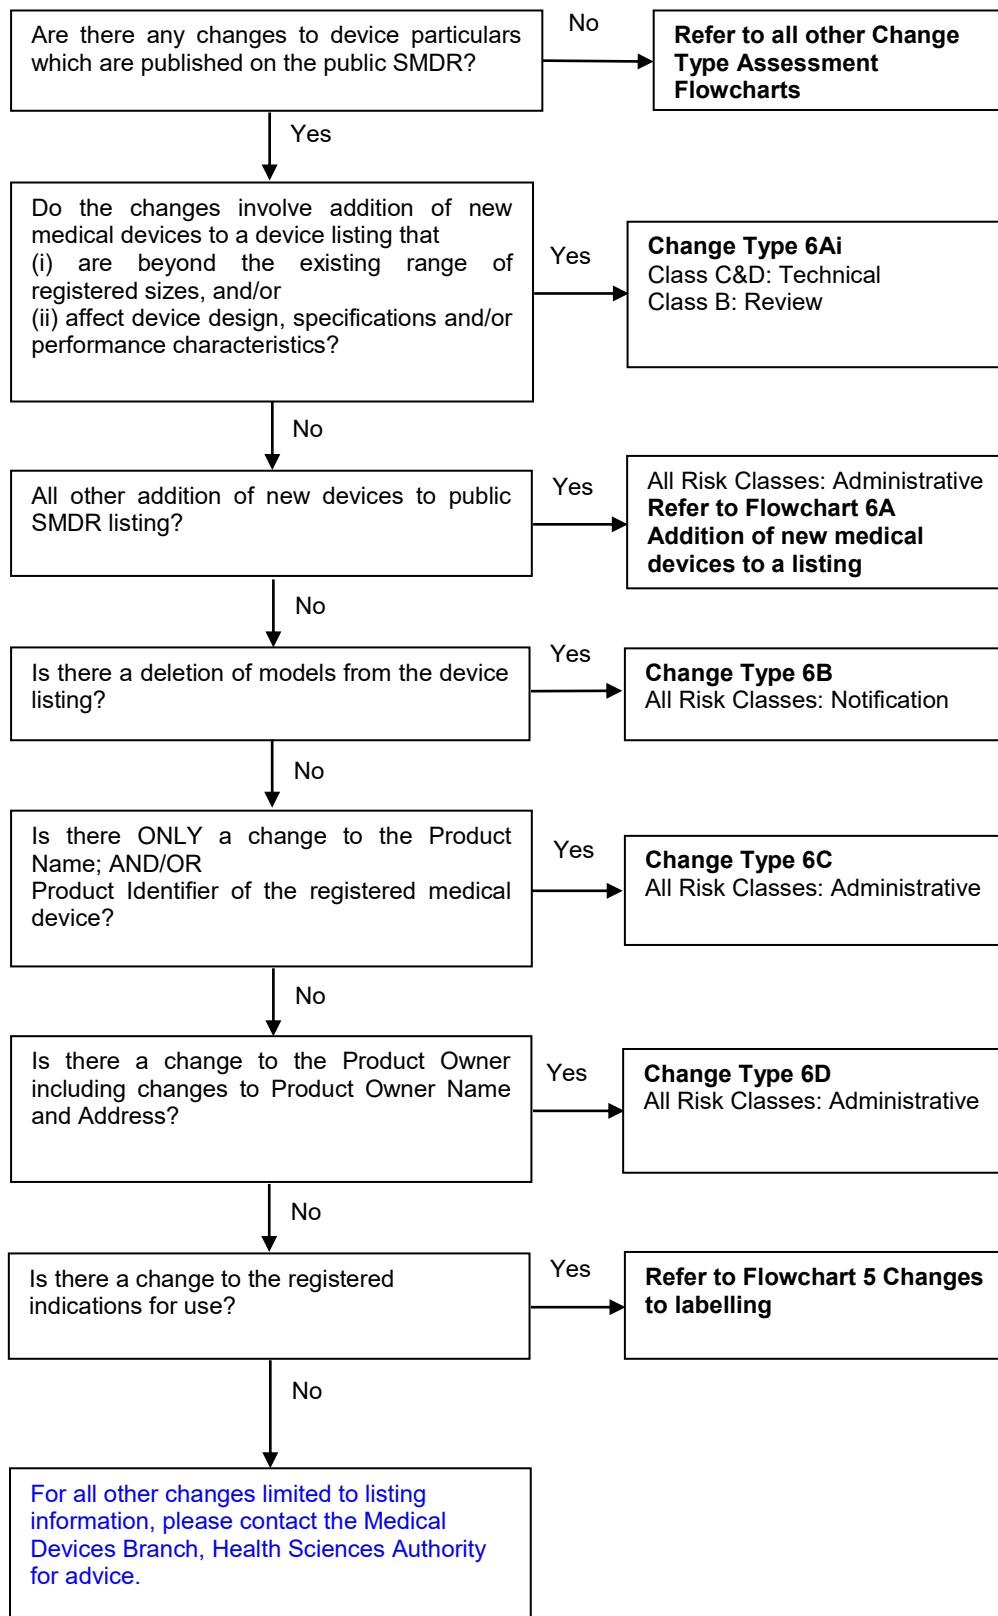 Are there any changes to device particulars
which are published on the public SMDR?
No
Refer to all other Change
Type Assessment
Flowcharts
Yes
Do the changes involve addition of new
medical devices to a device listing that
(i) are beyond the existing range of
registered sizes, and/or
(ii) affect device design, specifications and/or
performance characteristics?
Yes
Change Type 6Ai
Class C&D: Technical
Class B: Review
No
All other addition of new devices to public
SMDR listing?
Yes
All Risk Classes: Administrative
Refer to Flowchart 6A
Addition of new medical
devices to a listing
No
Is there a deletion of models from the device
listing?
Yes
Change Type 6B
All Risk Classes: Notification
No
Is there ONLY a change to the Product
Name; AND/OR
Product Identifier of the registered medical
device?
Yes
Change Type 6C
All Risk Classes: Administrative
No
Is there a change to the Product Owner
including changes to Product Owner Name
and Address?
Yes
Change Type 6D
All Risk Classes: Administrative
No
Is there a change to the registered
indications for use?
Yes
Refer to Flowchart 5 Changes
to labelling
No
For all other changes limited to listing
information, please contact the Medical
Devices Branch, Health Sciences Authority
for advice.